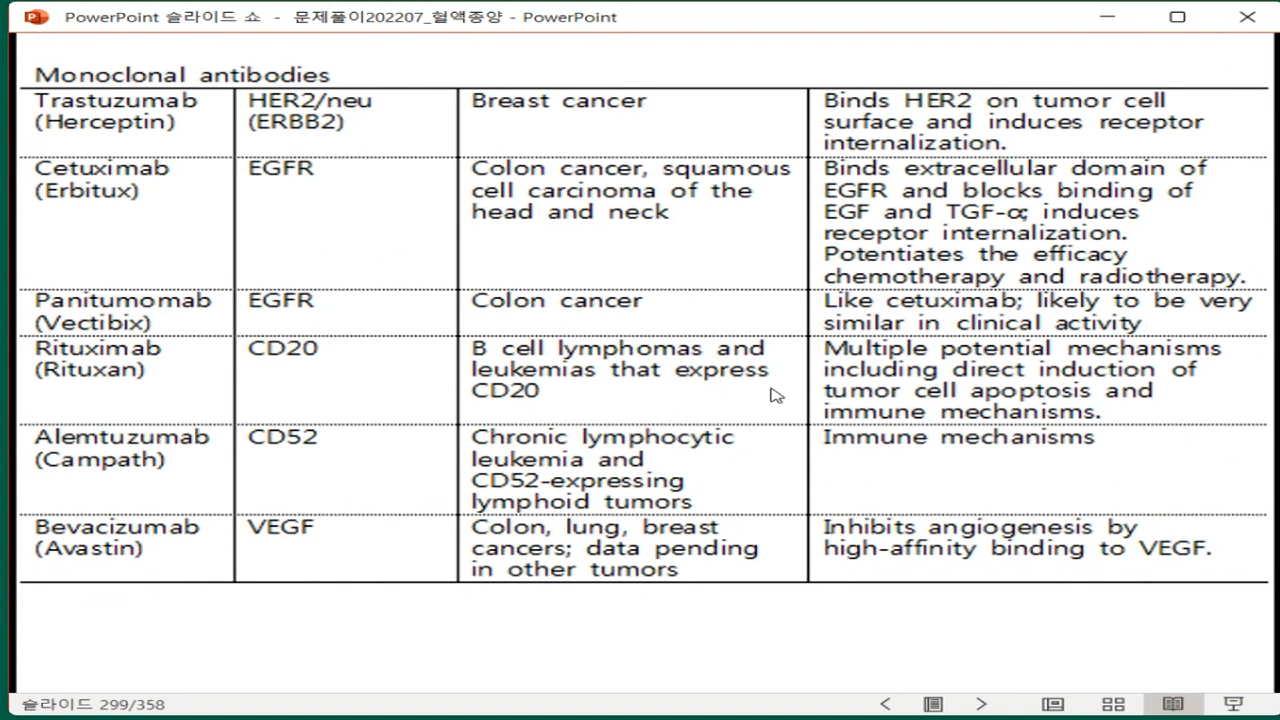 PowerPoint 슬라이드 쇼 - 문제풀이202207_혈액종양 - PowerPoint
Monoclonal antibodies
Trastuzumab
(Herceptin)
HER2/neu
(ERBB2)
Breast cancer
Binds HER2 on tumor cell
surface and induces receptor
internalization.
Cetuximab
(Erbitux)
EGFR
Colon cancer, squamous
cell carcinoma of the
head and neck
Binds extracellular domain of
EGFR and blocks binding of
EGF and TGF-α; induces
receptor internalization.
Potentiates the efficacy
chemotherapy and radiotherapy.
Panitumomab
(Vectibix)
EGFR
Colon cancer
Like cetuximab; likely to be very
similar in clinical activity
Rituximab
(Rituxan)
CD20
B cell lymphomas and
leukemias that express
CD20
Multiple potential mechanisms
including direct induction of
tumor cell apoptosis and
immune mechanisms.
Alemtuzumab
(Campath)
CD52
Chronic lymphocytic
leukemia and
CD52-expressing
lymphoid tumors
Immune mechanisms
Bevacizumab
(Avastin)
VEGF
Colon, lung, breast
cancers; data pending
in other tumors
Inhibits angiogenesis by
high-affinity binding to VEGF.
슬라이드 299/358